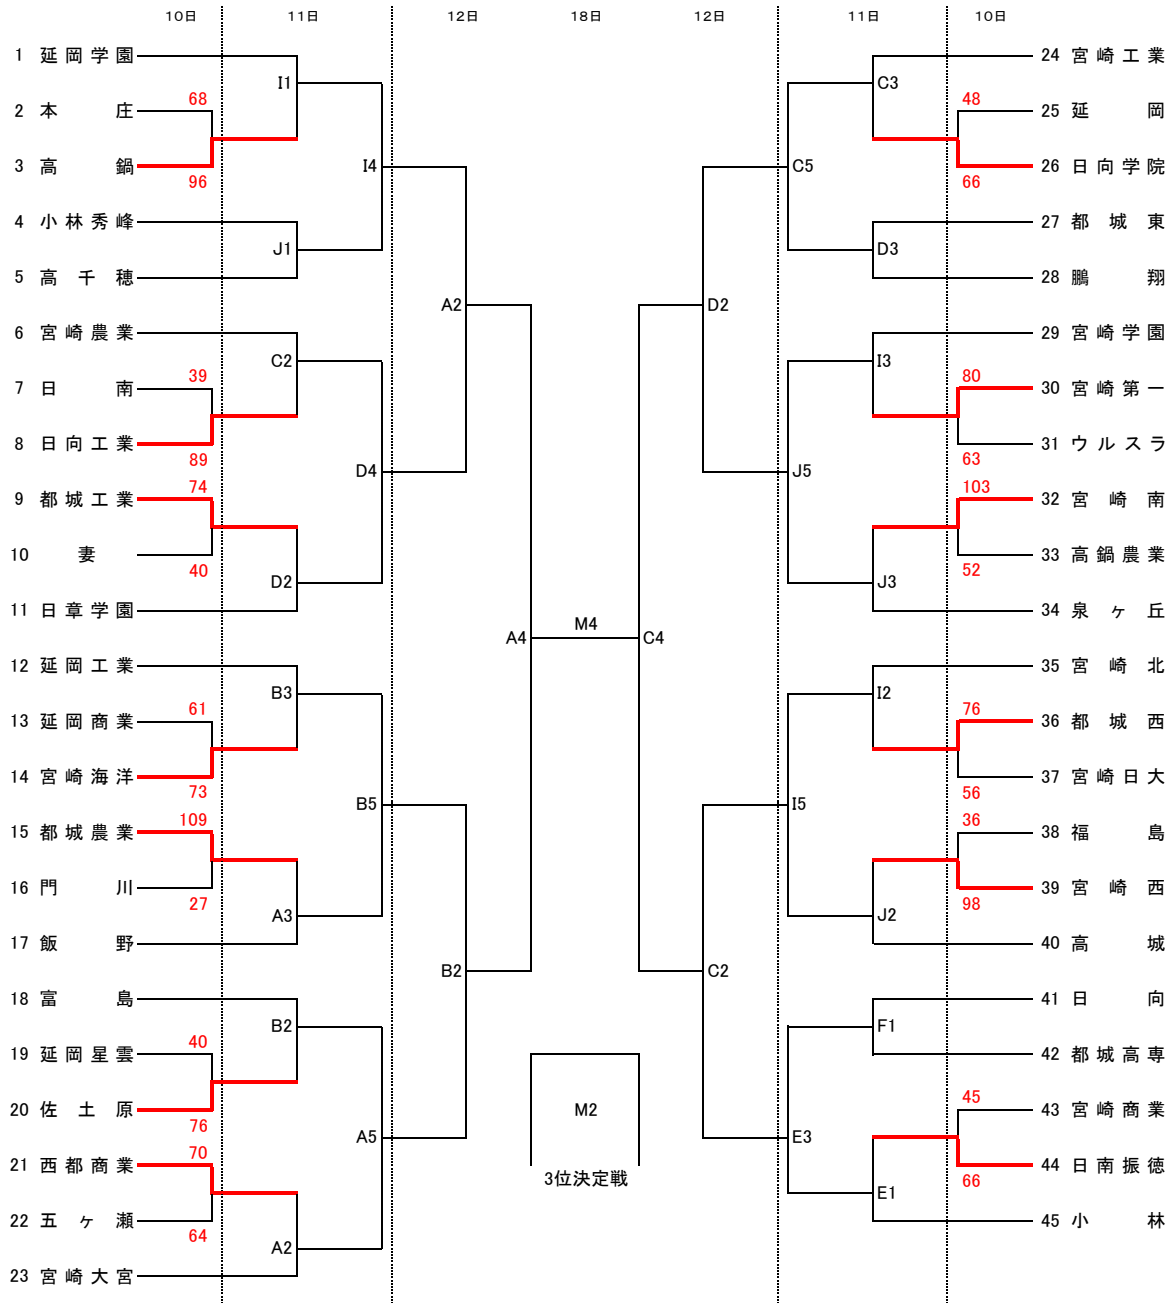 10日 11日 12日 18日 12日 11日 10日
1 延岡学園
I1
2 本庄
68
3 高鍋
96
I4
4 小林秀峰
J1
5 高千穂
A2
6 宮崎農業
C2
7 日南
39
8 日向工業
89
D4
9 都城工業
74
10 妻
40
D2
11 日章学園
A4
12 延岡工業
B3
13 延岡商業
61
14 宮崎海洋
73
B5
15 都城農業
109
16 門川
27
A3
17 飯野
B2
18 富島
B2
19 延岡星雲
40
20 佐土原
76
A5
21 西都商業
70
22 五ヶ瀬
64
A2
23 宮崎大宮
M4
M2
3位決定戦
24 宮崎工業
C3
25 延岡
48
26 日向学院
66
C5
27 都城東
D3
28 鵬翔
D2
29 宮崎学園
I3
30 宮崎第一
80
31 ウルスラ
63
J5
32 宮崎南
103
33 高鍋農業
52
J3
34 泉ヶ丘
C4
35 宮崎北
I2
36 都城西
76
37 宮崎日大
56
I5
38 福島
36
39 宮崎西
98
J2
40 高城
C2
41 日向
F1
42 都城高専
E3
43 宮崎商業
45
44 日南振徳
66
E1
45 小林